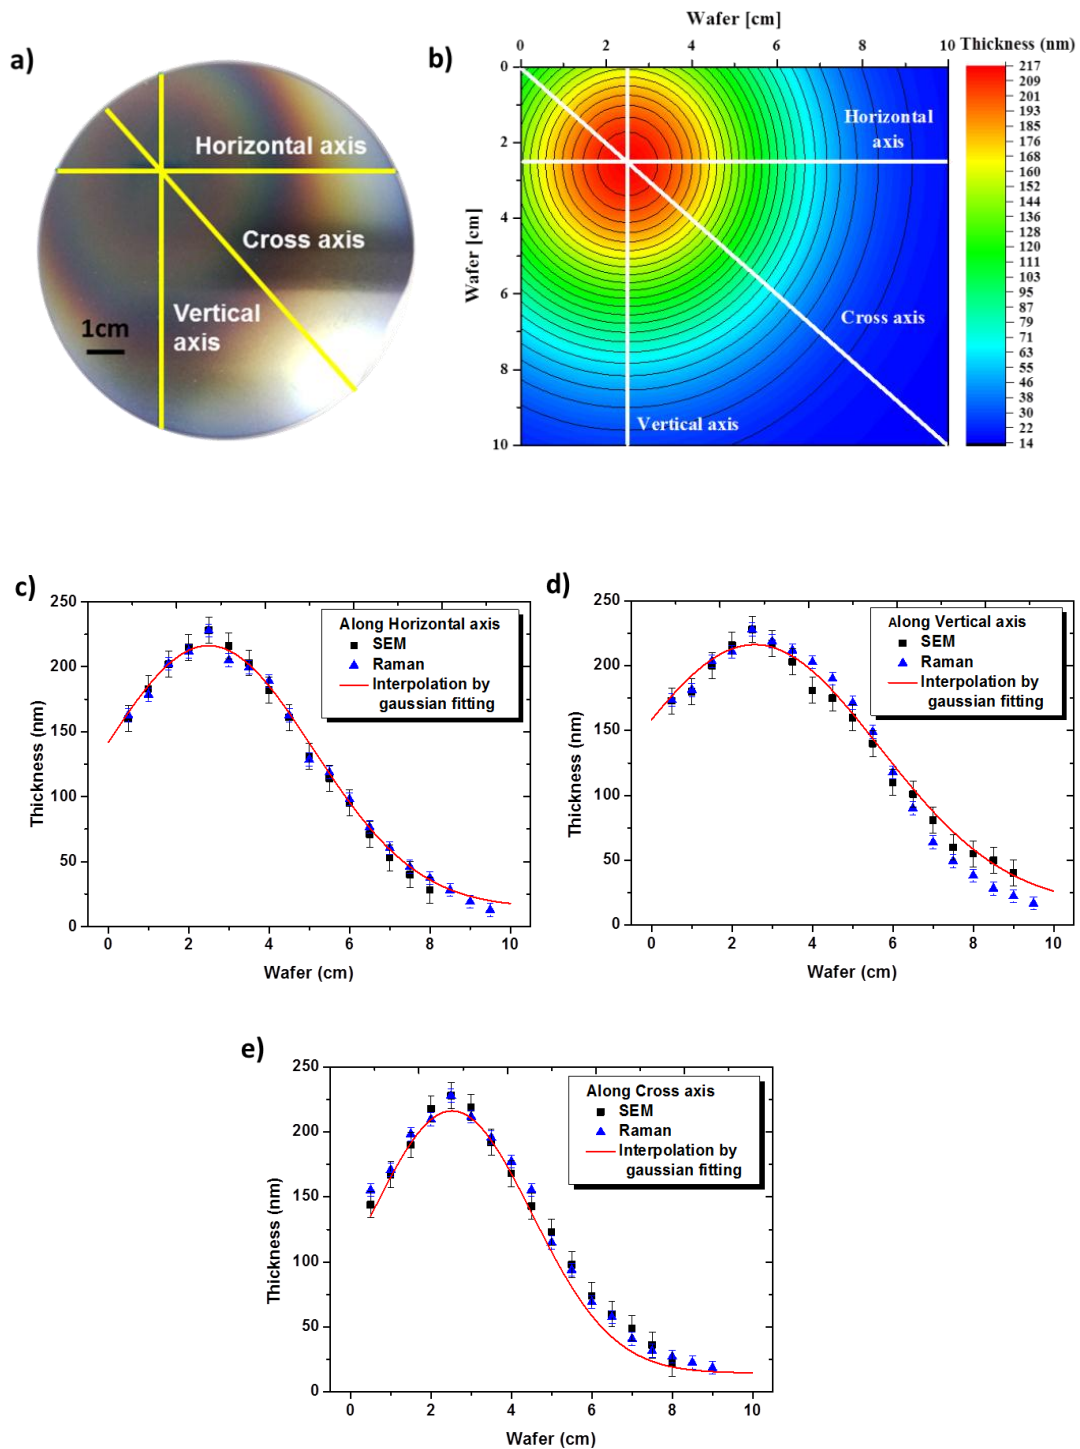 a)
Horizontal axis
Cross axis
Vertical
axis
1cm
b)
Wafer [cm]
0 2 4 6 8 10
Thickness (nm)
0
2
4
6
8
10
Wafer [cm]
Horizontal
axis
Cross axis
Vertical axis
217
209
201
193
185
176
168
160
152
144
136
128
120
111
103
95
87
79
71
63
54
46
38
30
22
14
c)
250
200
150
100
50
0
Thickness (nm)
Along Horizontal axis
SEM
Raman
Interpolation by
gaussian fitting
0 2 4 6 8 10
Wafer (cm)
d)
250
200
150
100
50
0
Thickness (nm)
Along Vertical axis
SEM
Raman
Interpolation by
gaussian fitting
0 2 4 6 8 10
Wafer (cm)
e)
250
200
150
100
50
0
Thickness (nm)
Along Cross axis
SEM
Raman
Interpolation by
gaussian fitting
0 2 4 6 8 10
Wafer (cm)